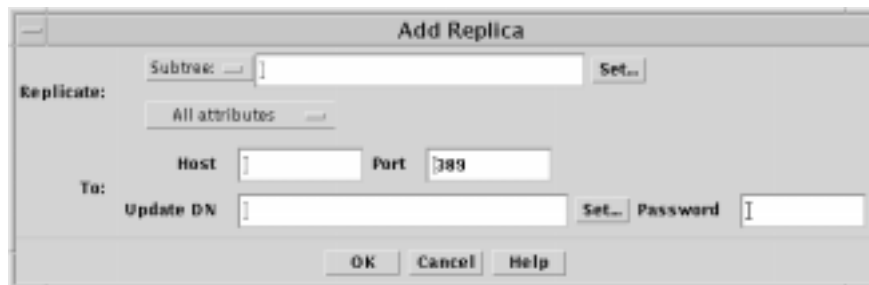 Add Replica
Subtree: Set...
Replicate:
All attributes
Host Port 389
To:
Update DN Set... Password
OK Cancel Help